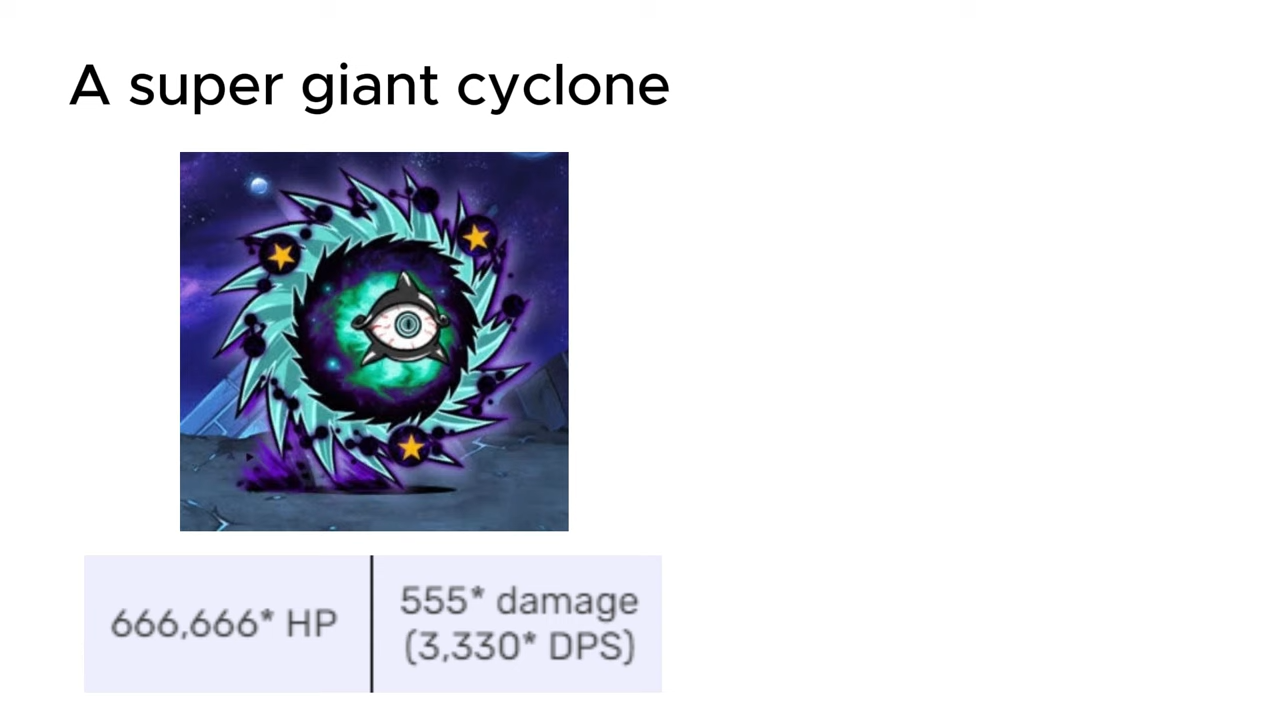 A super giant cyclone
666,666* HP
555* damage
(3,330* DPS)